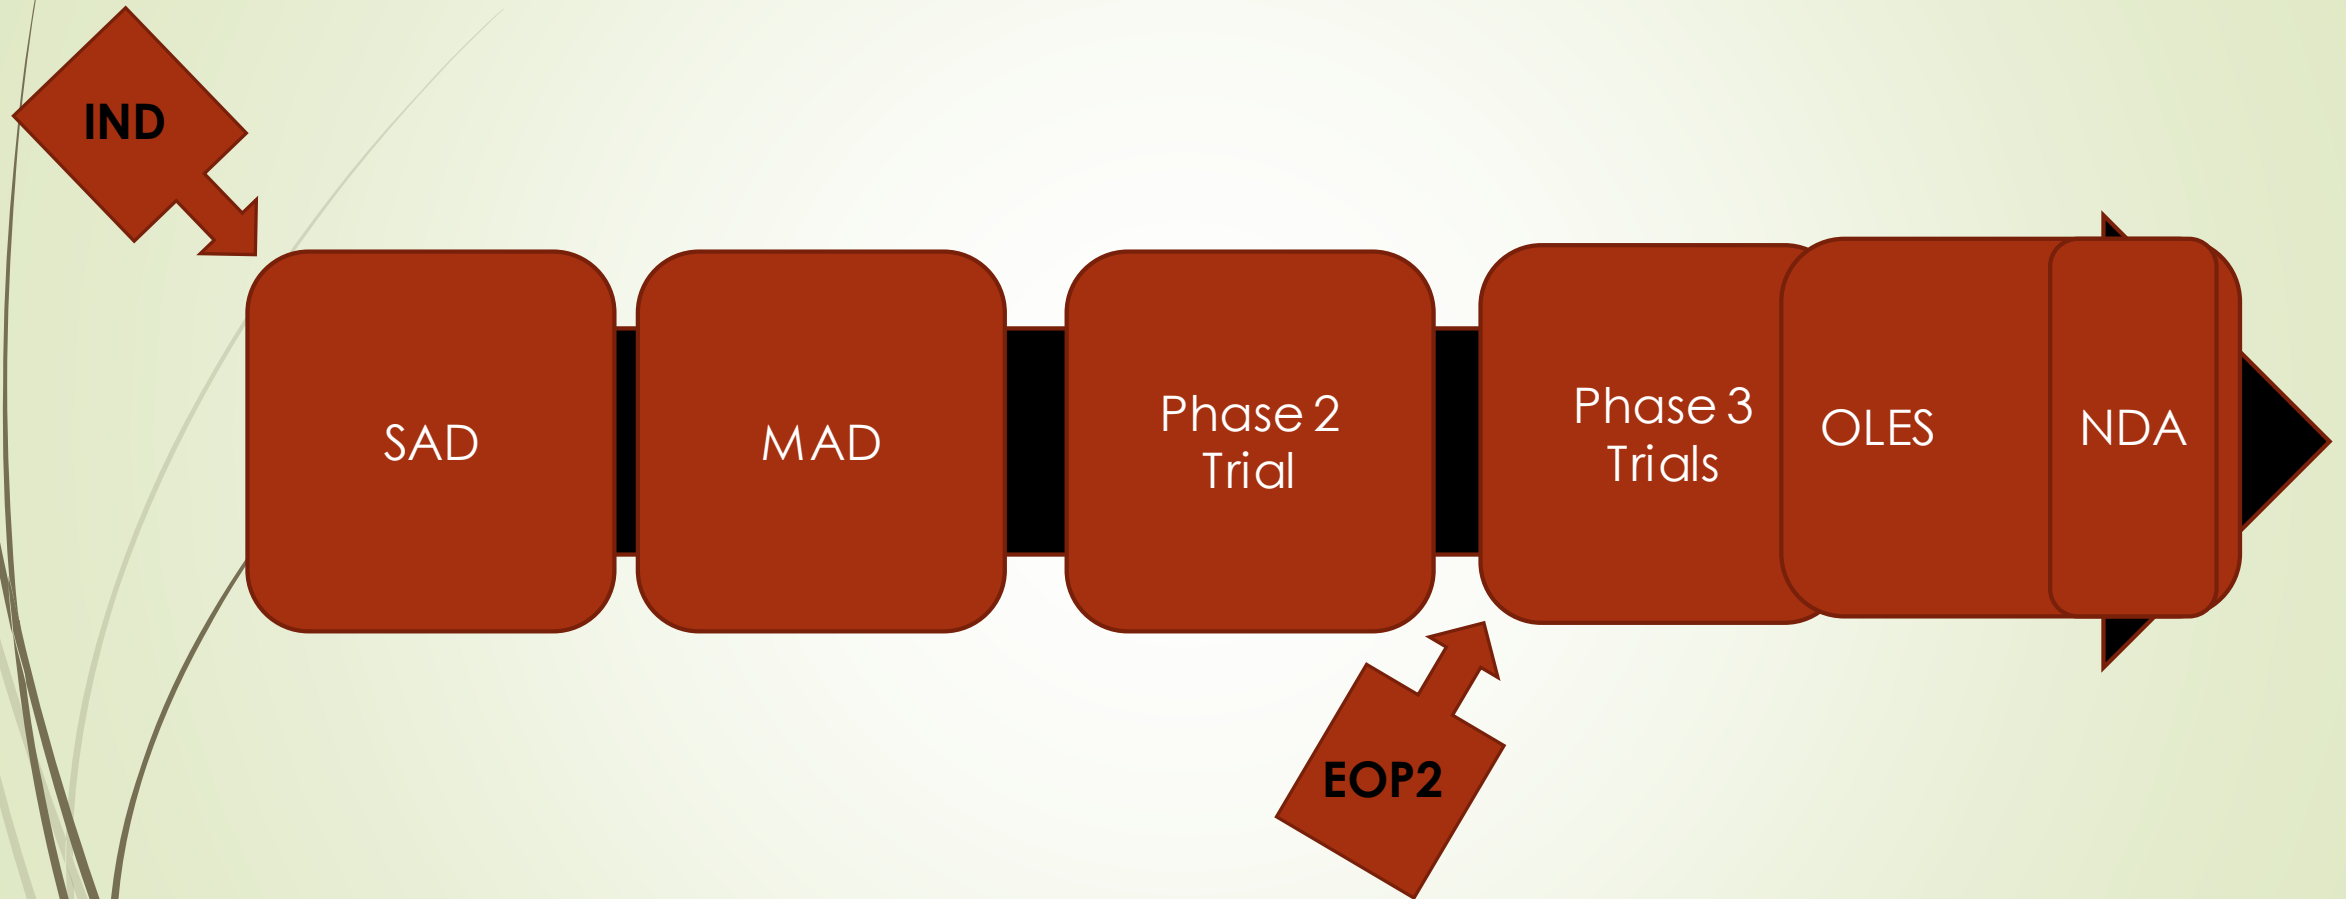 IND
SAD
MAD
Phase 2
Trial
Phase 3
Trials
OLES
NDA
EOP2